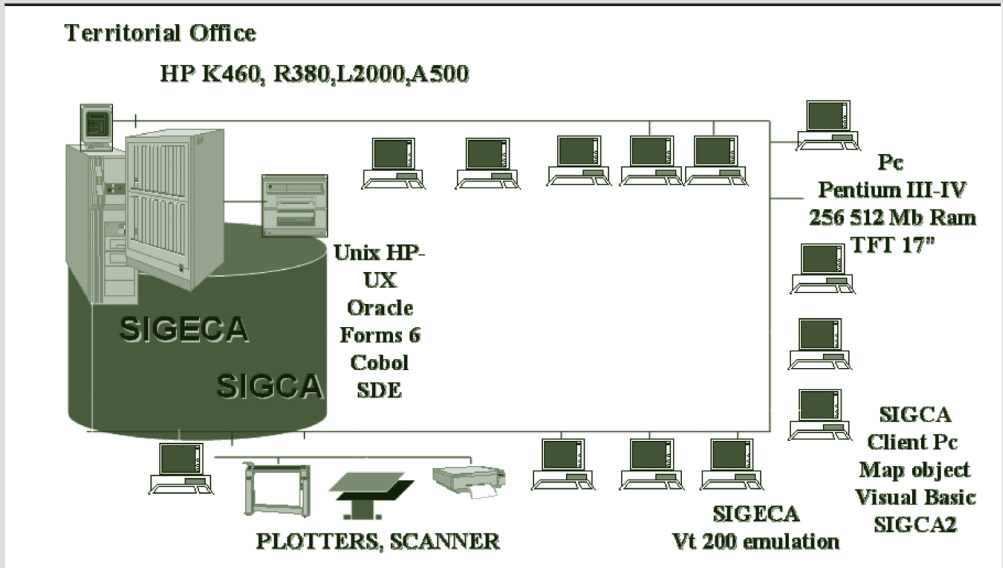 Territorial Office
HP K460, R380,L2000,A500
Pc
Pentium III-IV
256 512 Mb Ram
TFT 17"
Unix HP-
UX
Oracle
Forms 6
Cobol
SDE
SIGECA
SIGCA
SIGCA
Client Pc
Map object
Visual Basic
SIGCA2
SIGECA
Vt 200 emulation
PLOTTERS, SCANNER